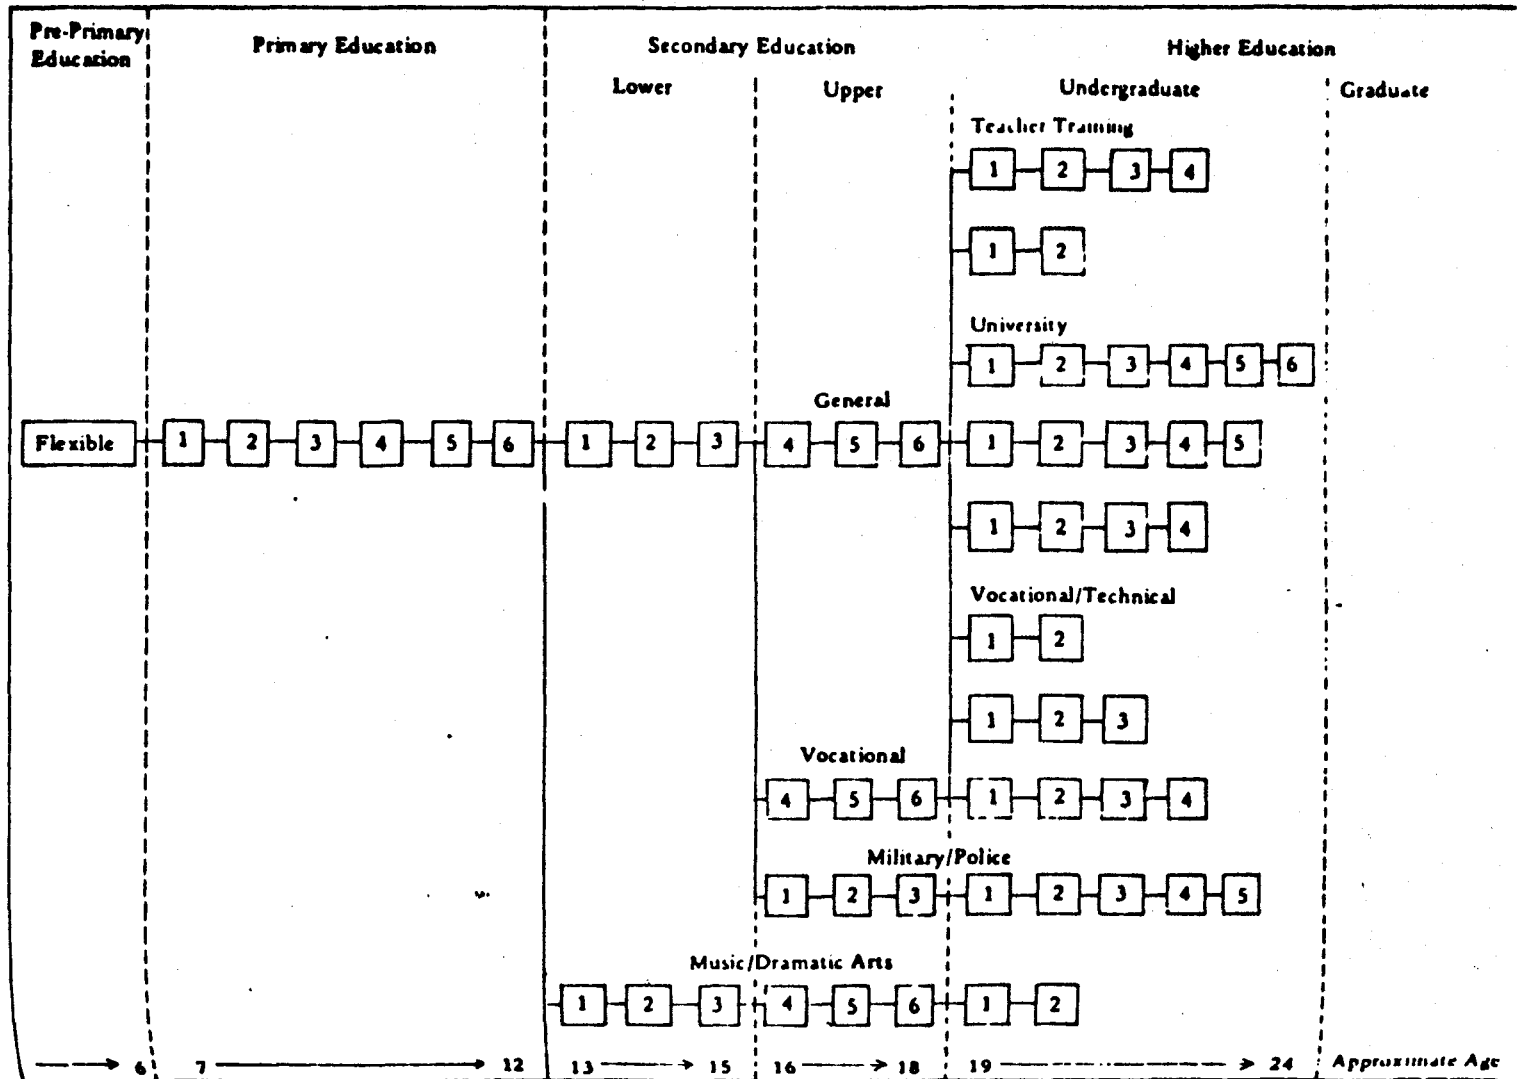 Pre-Primary Education
Primary Education
Secondary Education
Higher Education
Lower
Upper
Undergraduate
Graduate
Teacher Training
1 2 3 4
1 2
University
1 2 3 4 5 6
General
Flexible 1 2 3 4 5 6 1 2 3 4 5 6 1 2 3 4 5
1 2 3 4
Vocational/Technical
1 2
1 2 3
Vocational
4 5 6 1 2 3 4
Military/Police
1 2 3 1 2 3 4 5
Music/Dramatic Arts
1 2 3 4 5 6 1 2
6 7 12 13 15 16 18 19 24 Approximate Age